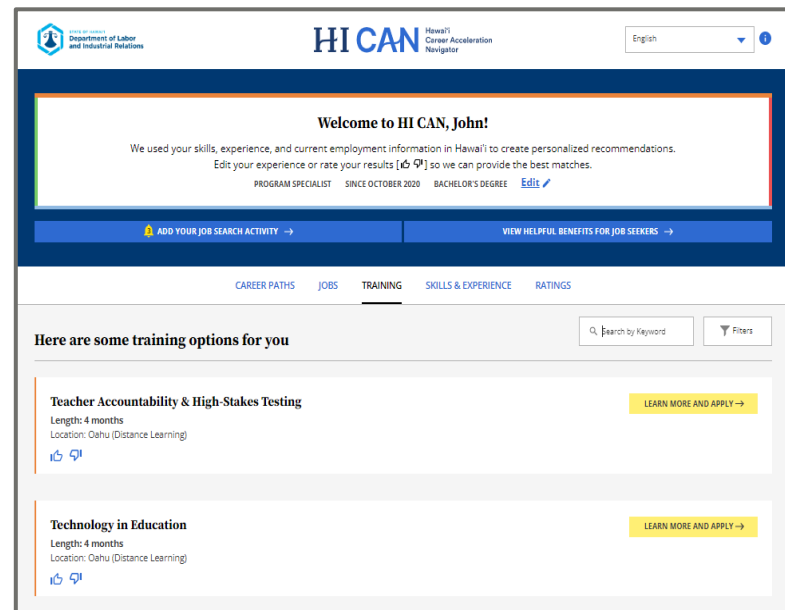 STATE OF HAWAII
Department of Labor
and Industrial Relations
HI CAN
Hawai'i
Career Acceleration
Navigator
English
Welcome to HI CAN, John!
We used your skills, experience, and current employment information in Hawai'i to create personalized recommendations.
Edit your experience or rate your results [ ] so we can provide the best matches.
PROGRAM SPECIALIST SINCE OCTOBER 2020 BACHELOR'S DEGREE Edit
3 ADD YOUR JOB SEARCH ACTIVITY →
VIEW HELPFUL BENEFITS FOR JOB SEEKERS →
CAREER PATHS JOBS TRAINING SKILLS & EXPERIENCE RATINGS
Here are some training options for you
Search by Keyword
Filters
Teacher Accountability & High-Stakes Testing
LEARN MORE AND APPLY →
Length: 4 months
Location: Oahu (Distance Learning)
Technology in Education
LEARN MORE AND APPLY →
Length: 4 months
Location: Oahu (Distance Learning)